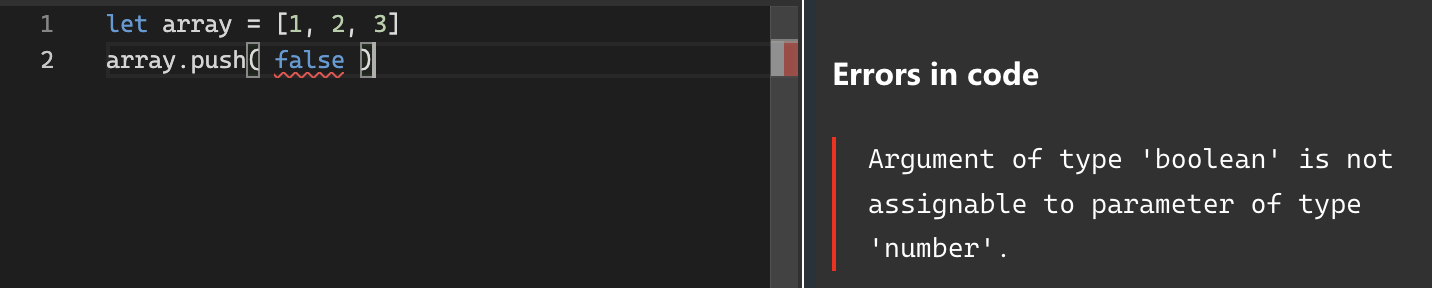 1 let array = [1, 2, 3]
2 array.push( false )
Errors in code
Argument of type 'boolean' is not
assignable to parameter of type
'number'.